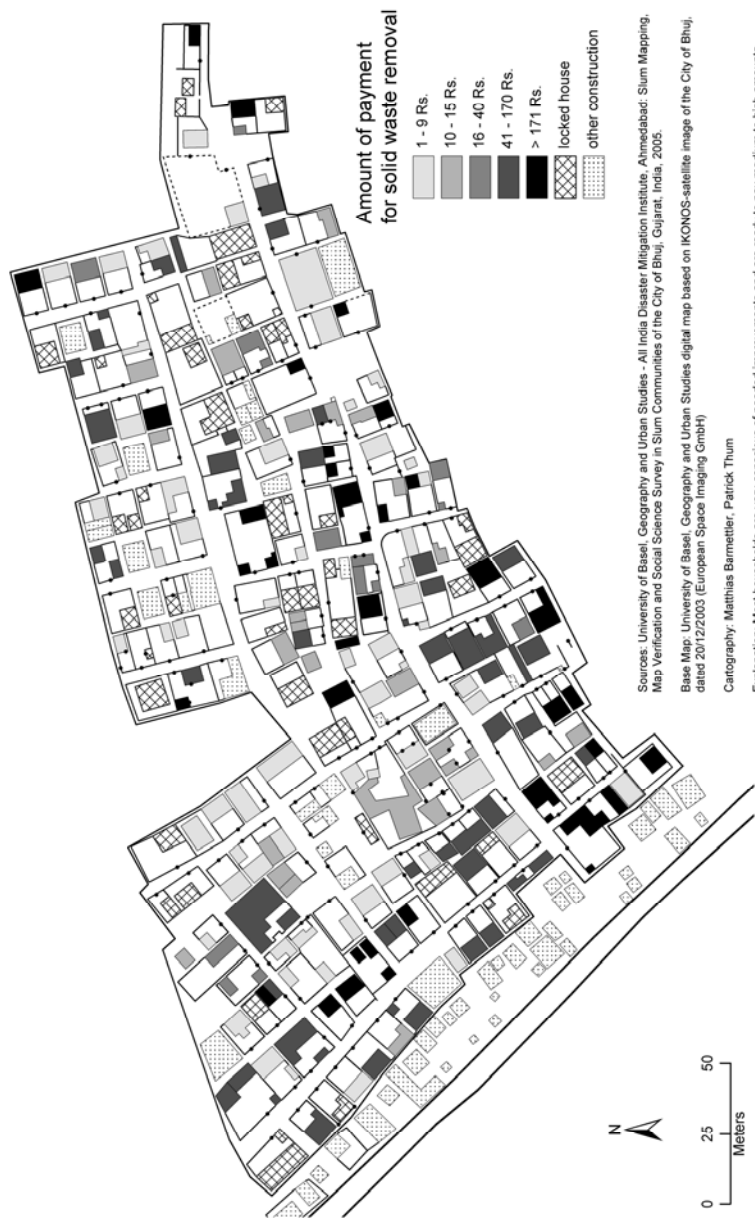 Amount of payment
for solid waste removal
1 - 9 Rs.
10 - 15 Rs.
16 - 40 Rs.
41 - 170 Rs.
> 171 Rs.
locked house
other construction
Sources: University of Basel, Geography and Urban Studies - All India Disaster Mitigation Institute, Ahmedabad: Slum Mapping,
Map Verification and Social Science Survey in Slum Communities of the City of Bhuj, Gujarat, India, 2005.
Base Map: University of Basel, Geography and Urban Studies digital map based on IKONOS-satellite image of the City of Bhuj,
dated 20/12/2003 (European Space Imaging GmbH)
Cartography: Matthias Barmettler, Patrick Thum
N
0 25 50
Meters